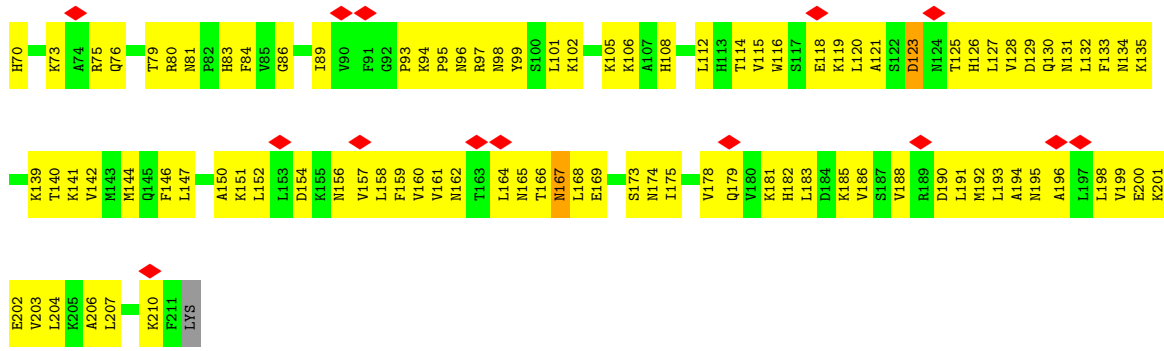 H70 K73 A74 R75 Q76 T79 R80 N81 P82 H83 F84 V85 G86 I89 V90 F91 G92 P93 K94 P95 N96 R97 N98 Y99 S100 L101 K102 K105 K106 A107 H108 L112 H113 T114 V115 W116 S117 E118 K119 L120 A121 S122 D123 N124 T125 H126 L127 V128 D129 Q130 N131 L132 F133 N134 K135
K139 T140 K141 V142 M143 M144 Q145 F146 L147 A150 K151 L152 L153 D154 K155 N156 V157 L158 F159 V160 V161 N162 T163 L164 M165 T166 N167 L168 E169 S173 N174 I175 V178 Q179 V180 K181 H182 L183 D184 K185 V186 S187 V188 R189 D190 L191 M192 L193 A194 N195 A196 L197 L198 V199 E200 K201
E202 V203 L204 K205 A206 L207 K210 F211 LYS